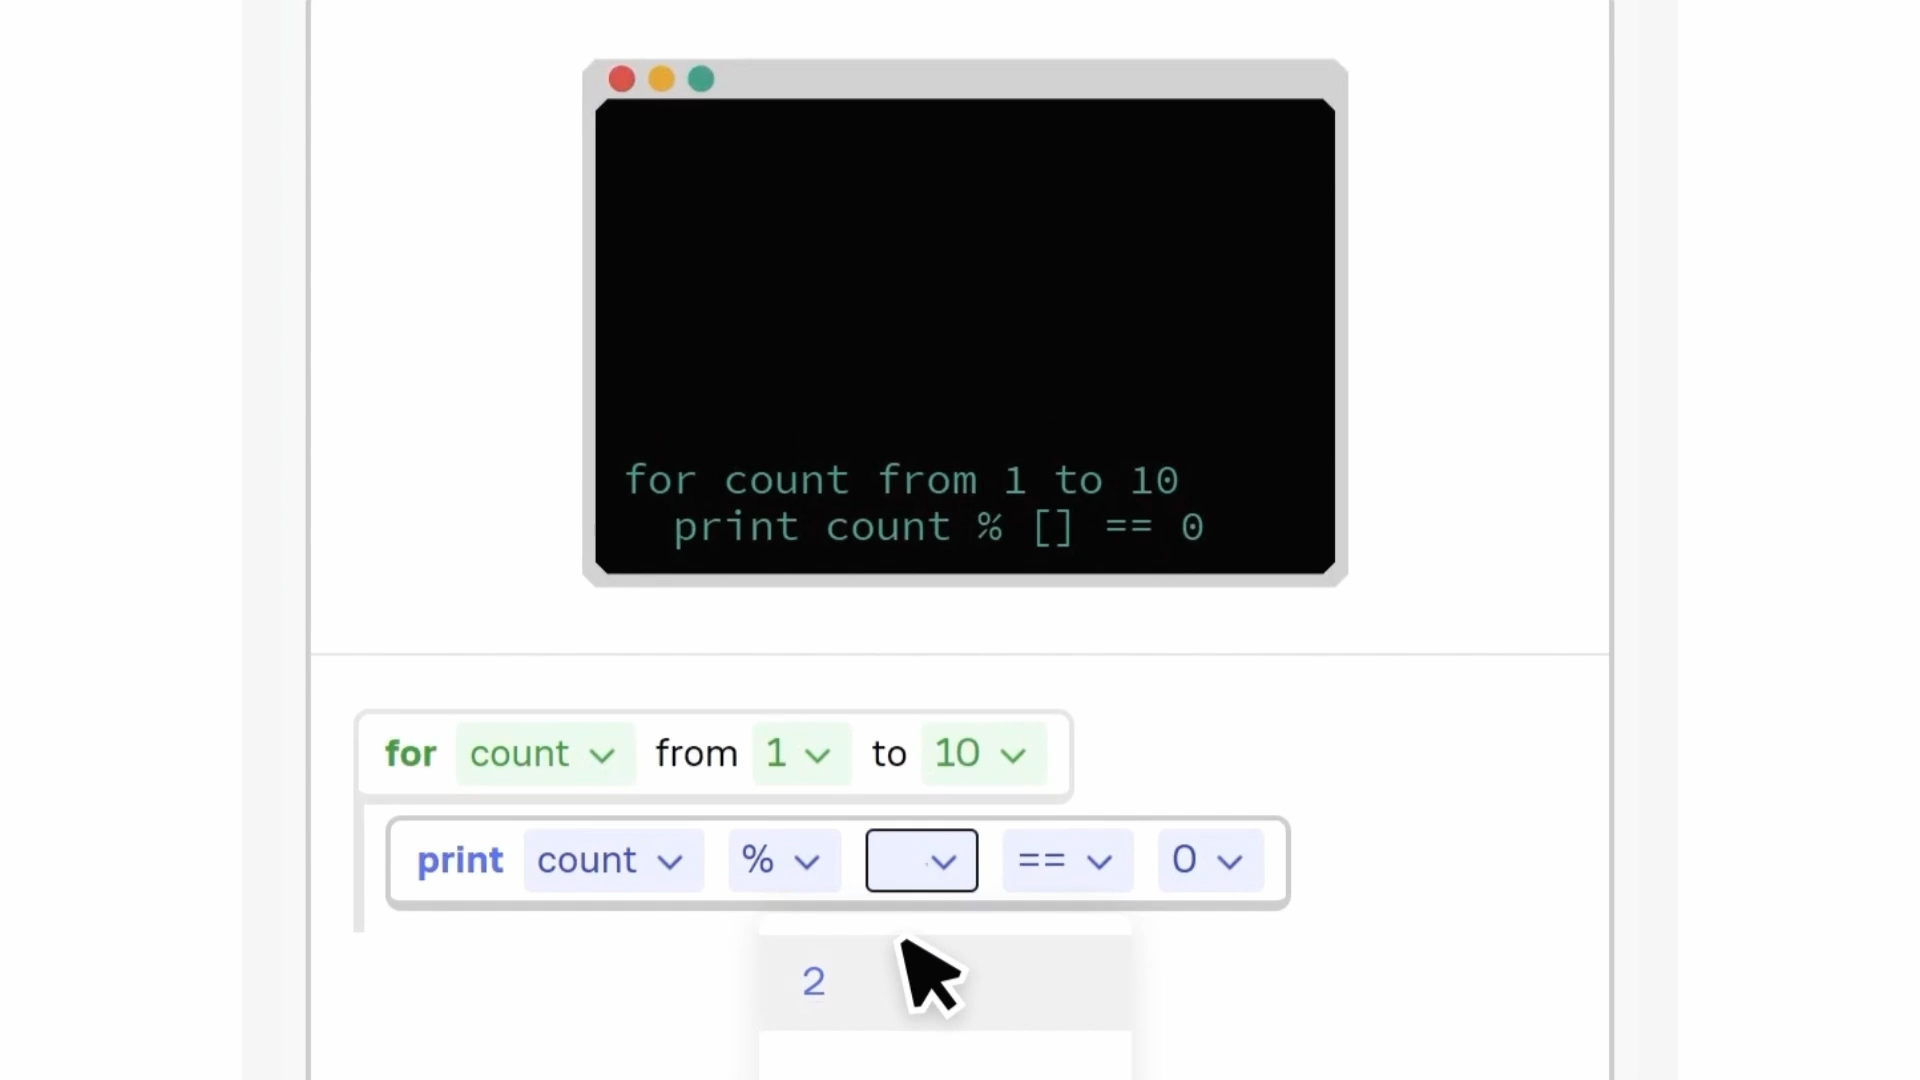 for count from 1 to 10
print count % [] == 0
for count from 1 to 10
print count % == 0
2